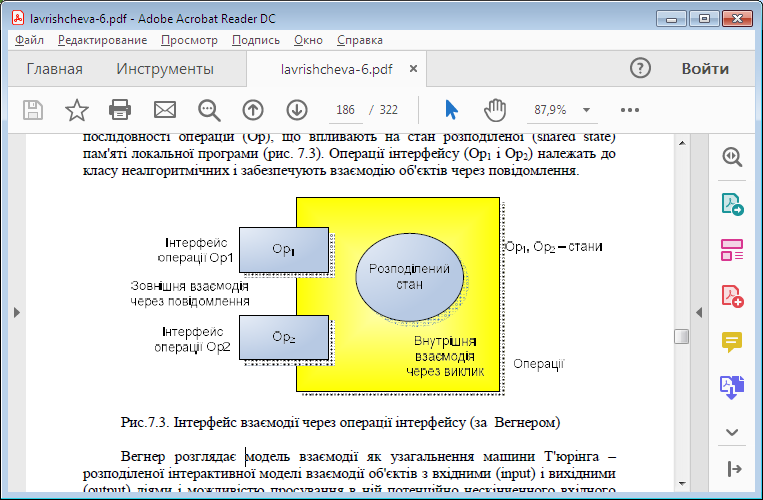 lavrishcheva-6.pdf - Adobe Acrobat Reader DC
Файл Редактирование Просмотр Подпись Окно Справка
Главная Инструменты lavrishcheva-6.pdf × Войти
186 / 322 87,9%
послідовності операцій (Op), що впливають на стан розподіленої (shared state)
пам'яті локальної програми (рис. 7.3). Операції інтерфейсу (Op1 і Op2) належать до
класу неалгоритмічних і забезпечують взаємодію об'єктів через повідомлення.
Інтерфейс
операції Op1
Op1
Розподілений
стан
Op1, Op2 – стани
Зовнішня взаємодія
через повідомлення
Інтерфейс
операції Op2
Op2
Внутрішня
взаємодія
через виклик
Операції
Рис.7.3. Інтерфейс взаємодії через операції інтерфейсу (за Вегнером)
Вегнер розглядає модель взаємодії як узагальнення машини Т'юрінга –
розподіленої інтерактивної моделі взаємодії об'єктів з вхідними (input) і вихідними
(output) діями і можливістю просування в ній потенційно нескінченного вхідного